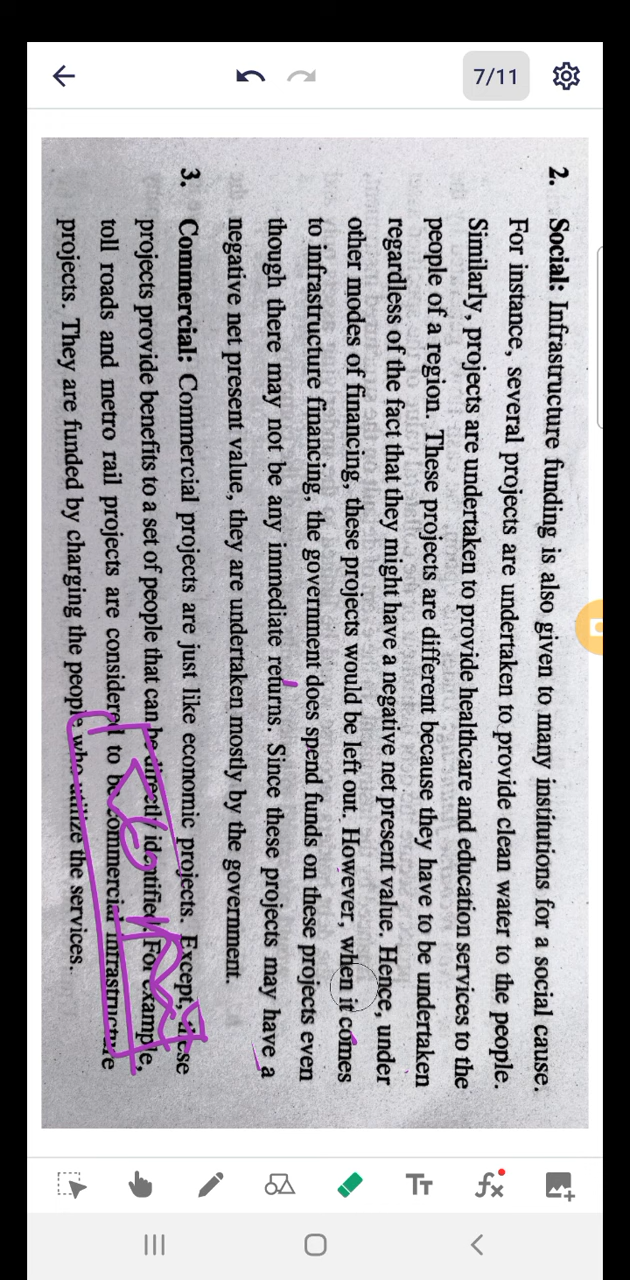 7/11
2. Social: Infrastructure funding is also given to many institutions for a social cause.
For instance, several projects are undertaken to provide clean water to the people.
Similarly, projects are undertaken to provide healthcare and education services to the
people of a region. These projects are different because they have to be undertaken
regardless of the fact that they might have a negative net present value. Hence, under
other modes of financing, these projects would be left out. However, when it comes
to infrastructure financing, the government does spend funds on these projects even
though there may not be any immediate returns. Since these projects may have a
negative net present value, they are undertaken mostly by the government.
3. Commercial: Commercial projects are just like economic projects. Except, these
projects provide benefits to a set of people that can be directly identified. For example,
toll roads and metro rail projects are considered to be commercial infrastructure
projects. They are funded by charging the people who utilize the services.
TT
fx